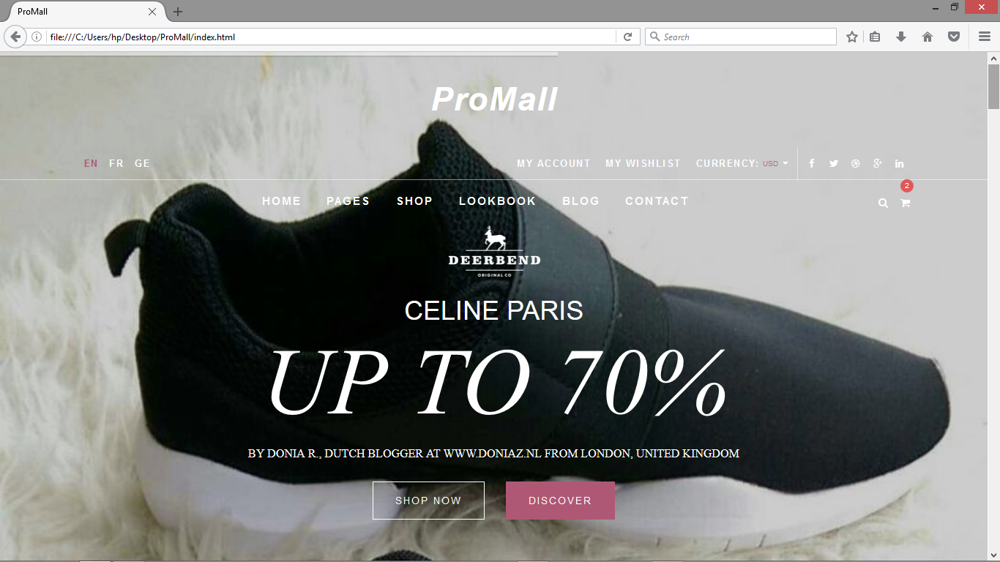 ProMall
file:///C:/Users/hp/Desktop/ProMall/index.html
Search
ProMall
EN FR GE
MY ACCOUNT MY WISHLIST CURRENCY: USD
2
HOME PAGES SHOP LOOKBOOK BLOG CONTACT
DEERBEND
ORIGINAL CO
CELINE PARIS
UP TO 70%
BY DONIA R., DUTCH BLOGGER AT WWW.DONIAZ.NL FROM LONDON, UNITED KINGDOM
SHOP NOW DISCOVER